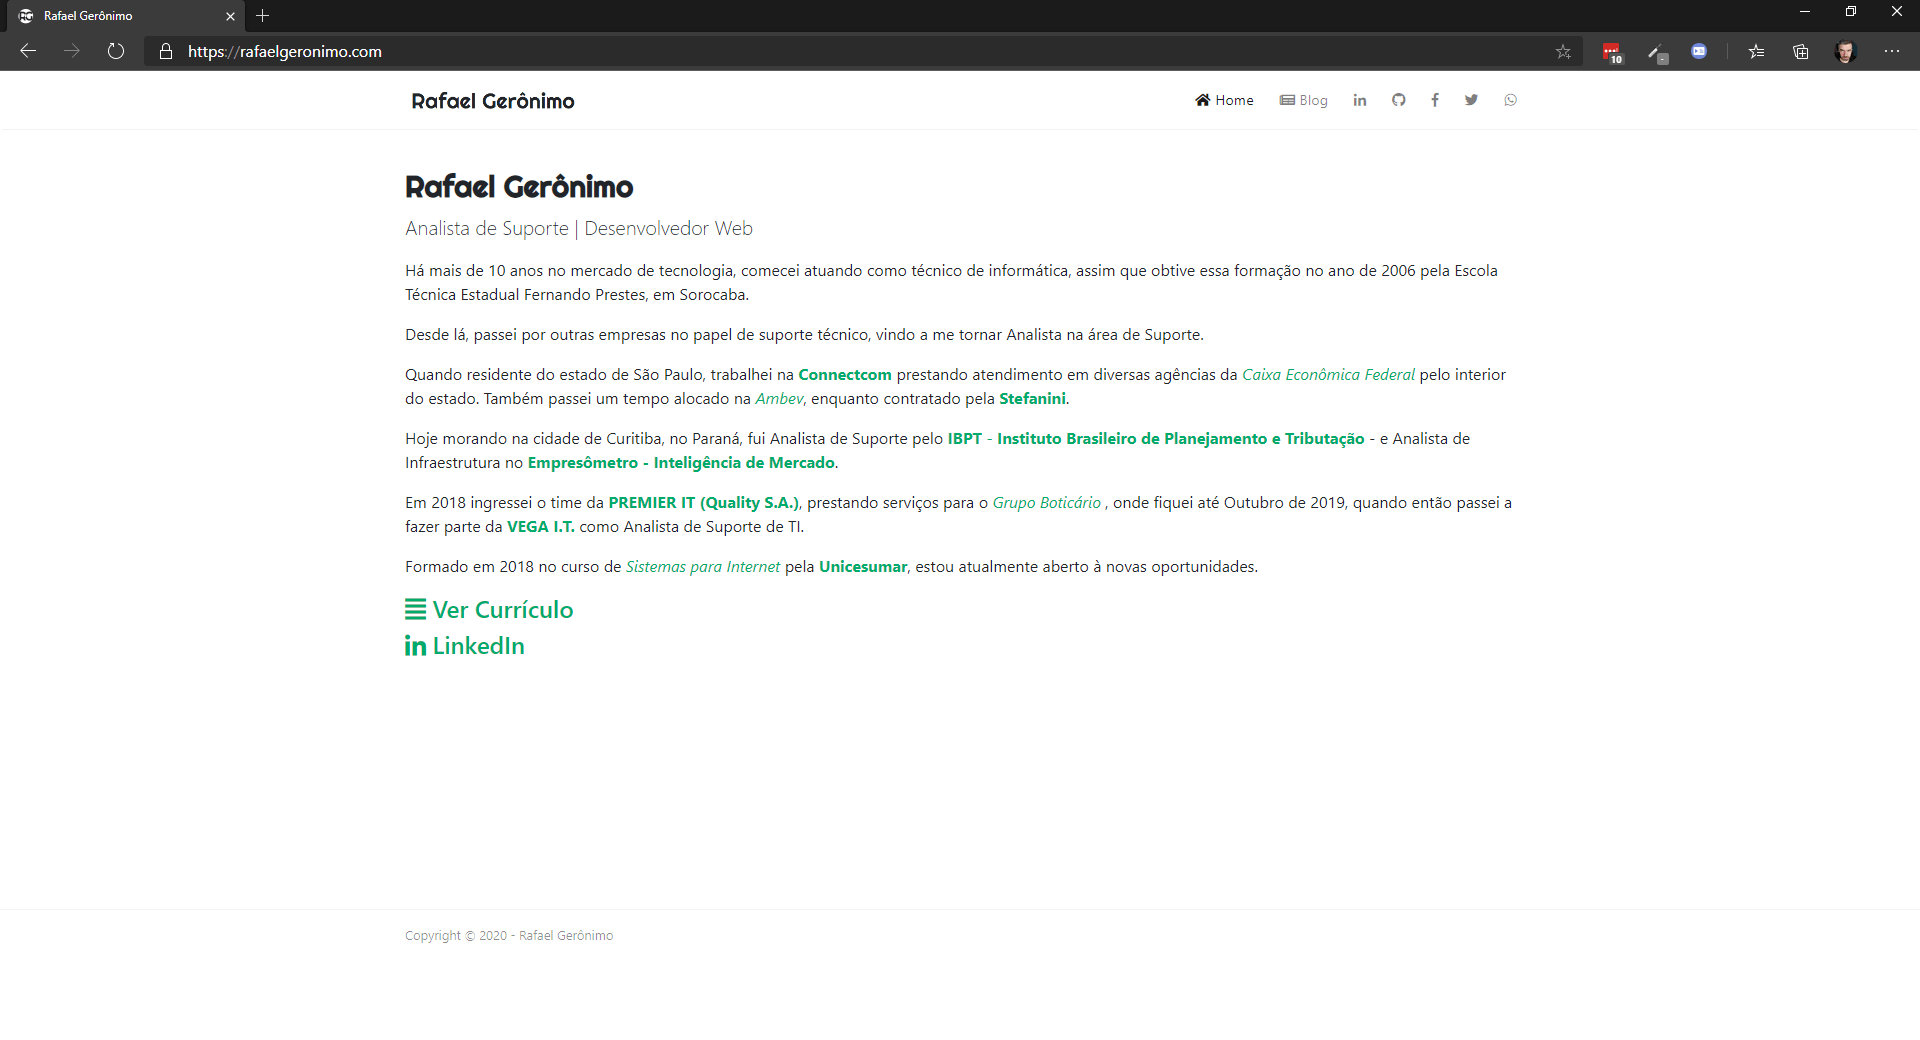 Rafael Gerônimo
https://rafaelgeronimo.com
10
Rafael Gerônimo
Home Blog
Rafael Gerônimo
Analista de Suporte | Desenvolvedor Web
Há mais de 10 anos no mercado de tecnologia, comecei atuando como técnico de informática, assim que obtive essa formação no ano de 2006 pela Escola
Técnica Estadual Fernando Prestes, em Sorocaba.
Desde lá, passei por outras empresas no papel de suporte técnico, vindo a me tornar Analista na área de Suporte.
Quando residente do estado de São Paulo, trabalhei na Connectcom prestando atendimento em diversas agências da Caixa Econômica Federal pelo interior
do estado. Também passei um tempo alocado na Ambev, enquanto contratado pela Stefanini.
Hoje morando na cidade de Curitiba, no Paraná, fui Analista de Suporte pelo IBPT - Instituto Brasileiro de Planejamento e Tributação - e Analista de
Infraestrutura no Empresômetro - Inteligência de Mercado.
Em 2018 ingressei o time da PREMIER IT (Quality S.A.), prestando serviços para o Grupo Boticário , onde fiquei até Outubro de 2019, quando então passei a
fazer parte da VEGA I.T. como Analista de Suporte de TI.
Formado em 2018 no curso de Sistemas para Internet pela Unicesumar, estou atualmente aberto à novas oportunidades.
Ver Currículo
in LinkedIn
Copyright © 2020 - Rafael Gerônimo